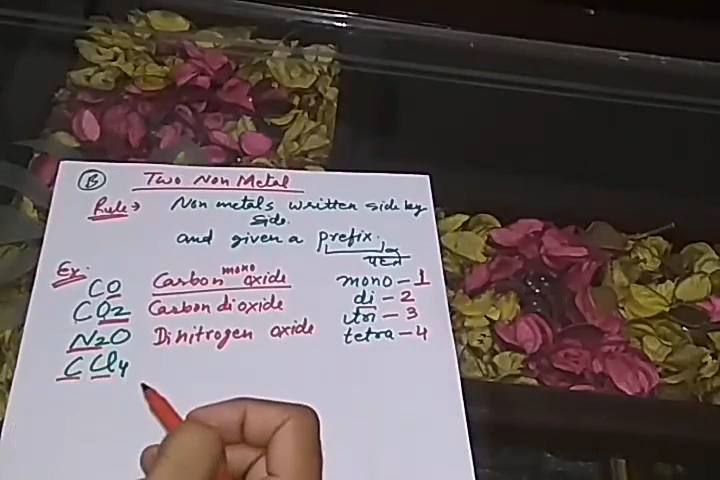 B Two Non Metal
Rule → Non metals written side by
side.
and given a prefix.
पहले
Ex:
CO Carbon mono oxide mono - 1
CO2 Carbon dioxide di - 2
N2O Dinitrogen oxide tri - 3
CCl4 tetra - 4